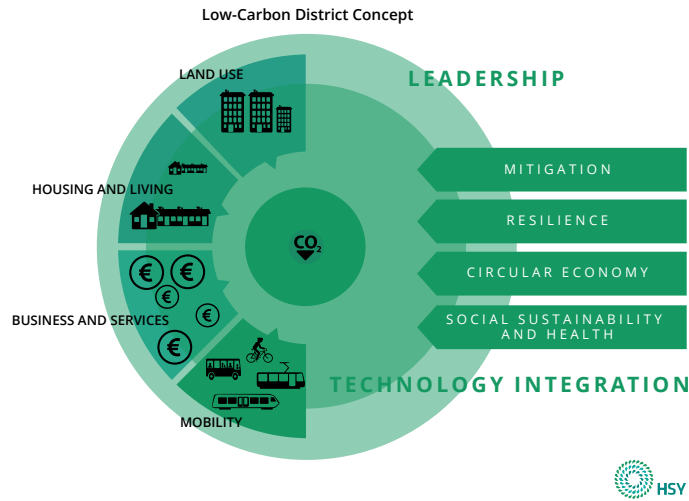 Low-Carbon District Concept
LAND USE
LEADERSHIP
MITIGATION
HOUSING AND LIVING
RESILIENCE
CO₂
CIRCULAR ECONOMY
€ €
€
€
BUSINESS AND SERVICES
€
SOCIAL SUSTAINABILITY
AND HEALTH
TECHNOLOGY INTEGRATION
MOBILITY
HSY